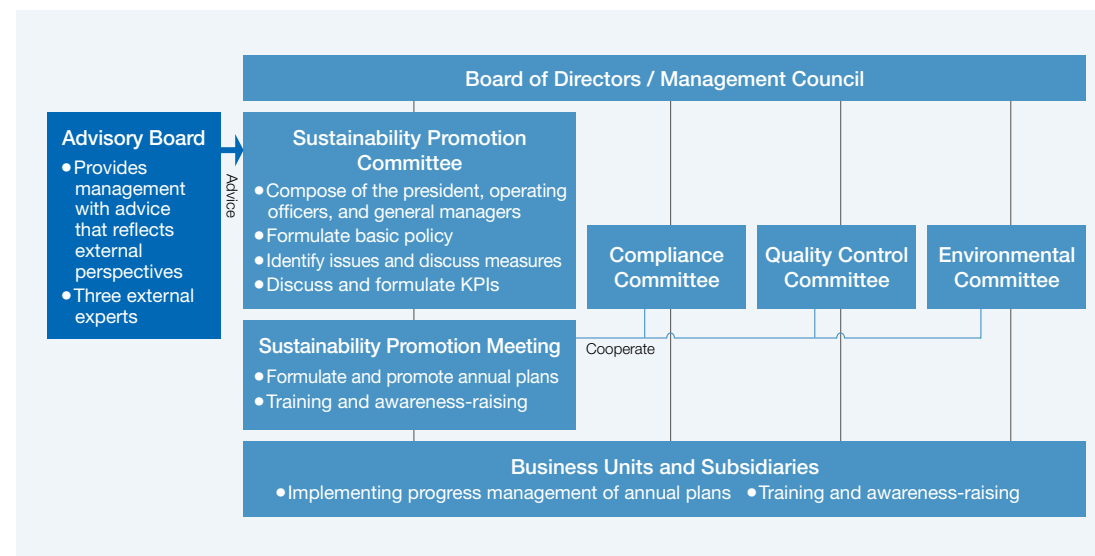 Board of Directors / Management Council
Advisory Board
●Provides
management
with advice
that reflects
external
perspectives
●Three external
experts
Advice
Sustainability Promotion
Committee
●Compose of the president, operating
officers, and general managers
●Formulate basic policy
●Identify issues and discuss measures
●Discuss and formulate KPIs
Compliance
Committee
Quality Control
Committee
Environmental
Committee
Sustainability Promotion Meeting
●Formulate and promote annual plans
●Training and awareness-raising
Cooperate
Business Units and Subsidiaries
●Implementing progress management of annual plans ●Training and awareness-raising